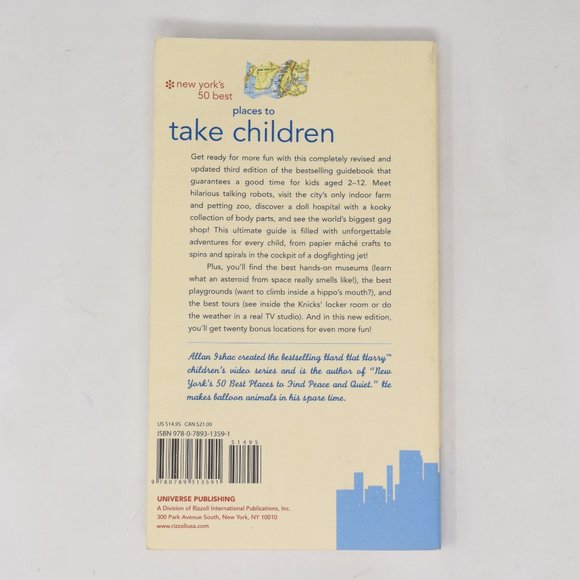 * new york's
50 best
places to
take children
Get ready for more fun with this completely revised and
updated third edition of the bestselling guidebook that
guarantees a good time for kids aged 2–12. Meet
hilarious talking robots, visit the city's only indoor farm
and petting zoo, discover a doll hospital with a kooky
collection of body parts, and see the world's biggest gag
shop! This ultimate guide is filled with unforgettable
adventures for every child, from papier mâché crafts to
spins and spirals in the cockpit of a dogfighting jet!
Plus, you'll find the best hands-on museums (learn
what an asteroid from space really smells like!), the best
playgrounds (want to climb inside a hippo's mouth?), and
the best tours (see inside the Knicks' locker room or do
the weather in a real TV studio). And in this new edition,
you'll get twenty bonus locations for even more fun!
Allan Ishac created the bestselling Hard Hat Harry™
children's video series and is the author of "New
York's 50 Best Places to Find Peace and Quiet." He
makes balloon animals in his spare time.
US $14.95 CAN $21.00
ISBN 978-0-7893-1359-1
51495
9780789313591
UNIVERSE PUBLISHING
A Division of Rizzoli International Publications, Inc.
300 Park Avenue South, New York, NY 10010
www.rizzoliusa.com